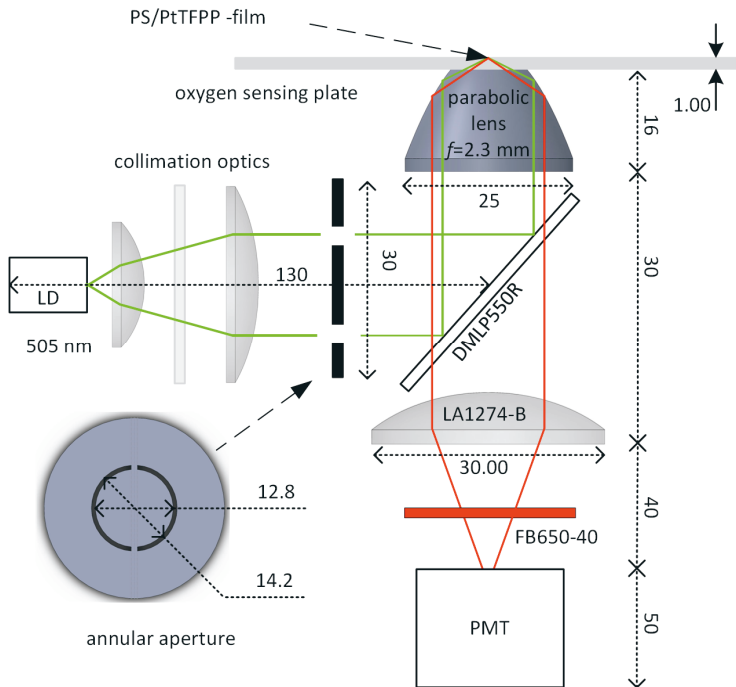 PS/PtTFPP -film
oxygen sensing plate
parabolic
lens
f=2.3 mm
1.00
16
collimation optics
25
30
30
130
LD
505 nm
DMLP550R
LA1274-B
30.00
12.8
14.2
annular aperture
FB650-40
40
PMT
50